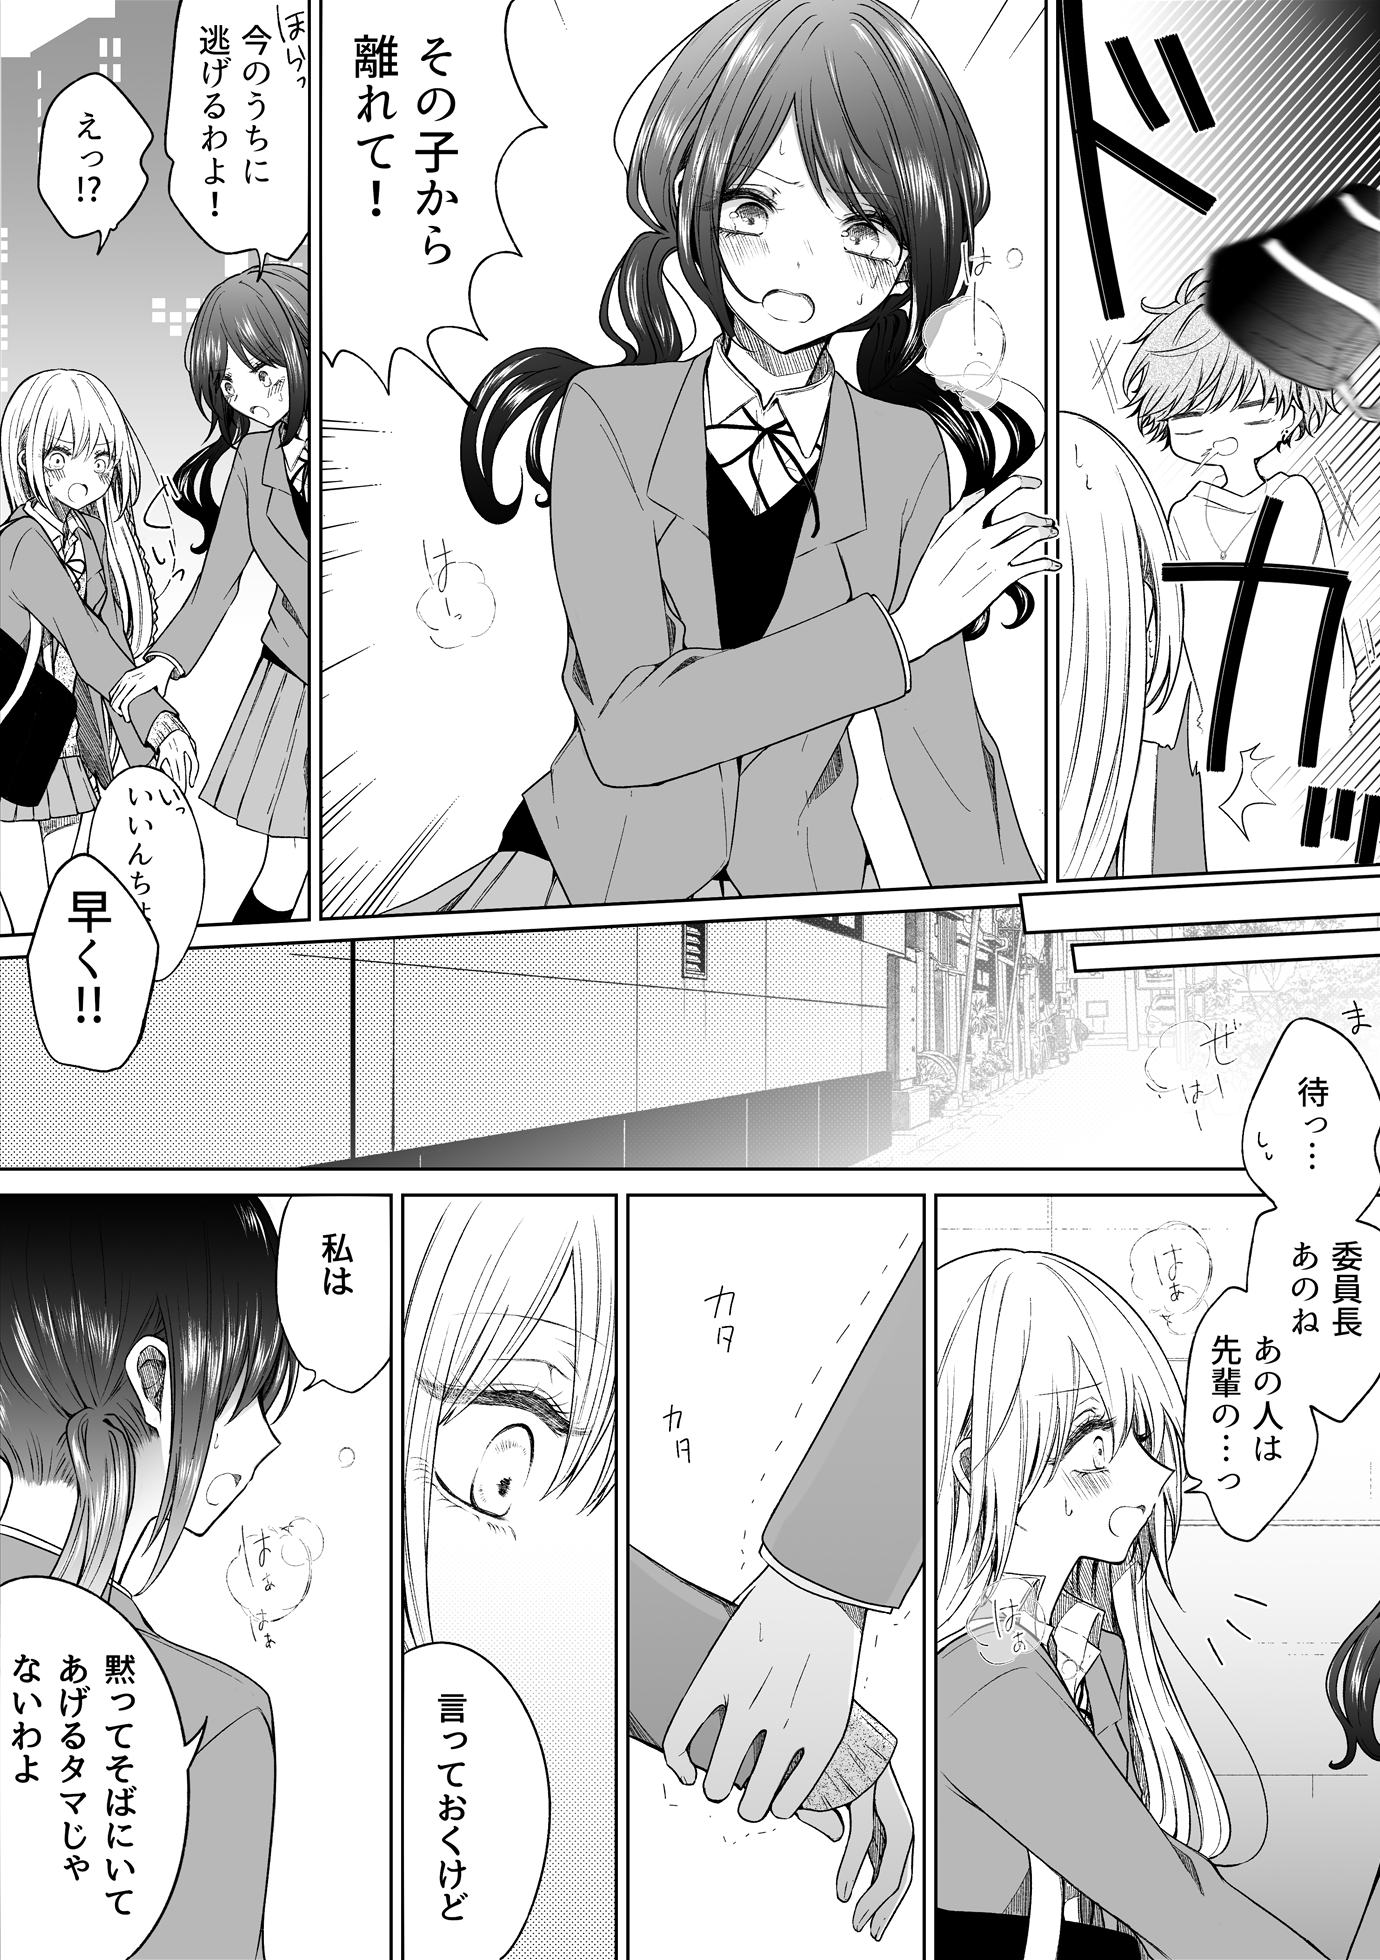 ドカッ
はー
はーっ
その子から
離れて！
ほらっ
今のうちに
逃げるわよ！
えっ!?
ぐいっ
いっ
いいんちょ
早く!!
ぜー
はー
ま
待っ…
委員長
あのね
あの人は
先輩の…っ
はぁ
はぁ
カタ
カタ
言っておくけど
私は
はぁ
はぁ
黙ってそばにいて
あげるタマじゃ
ないわよ